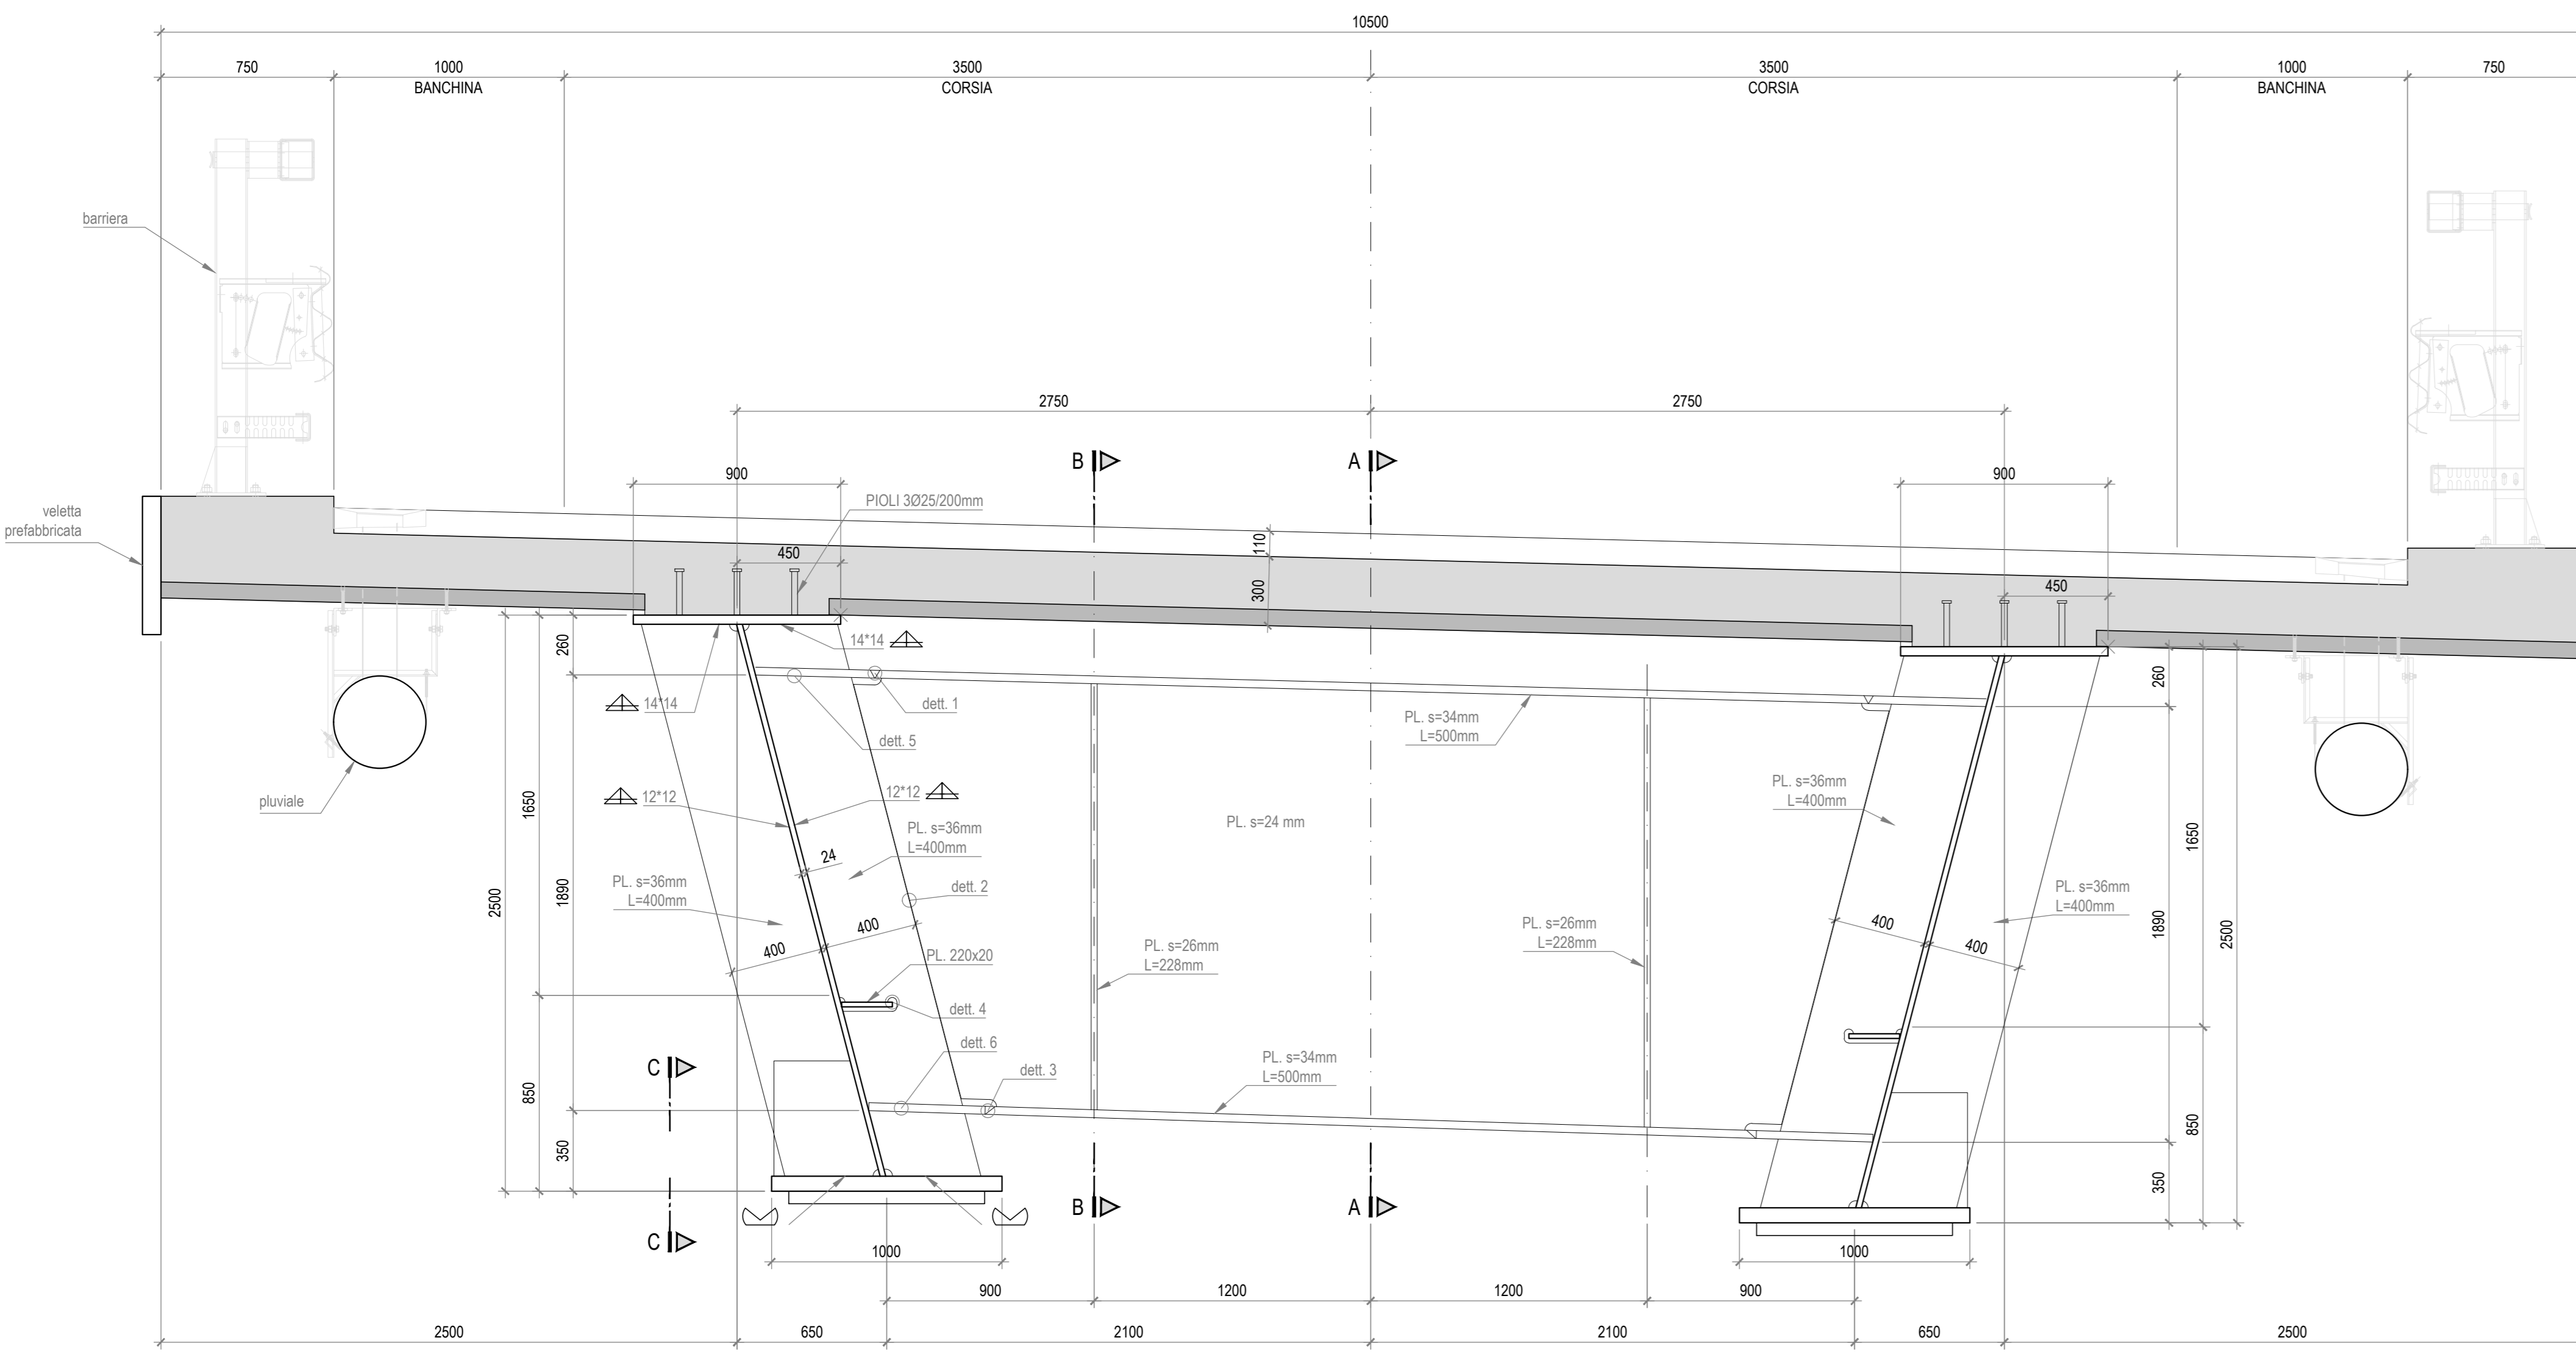 10500
750
1000
3500
3500
1000
750
BANCHINA
CORSIA
CORSIA
BANCHINA
barriera
2750
2750
B
A
900
900
PIOLI 3Ø25/200mm
veletta
prefabbricata
450
110
300
450
260
14*14
260
14*14
dett. 1
PL. s=34mm
L=500mm
dett. 5
pluviale
12*12
12*12
PL. s=36mm
L=400mm
1650
PL. s=24 mm
PL. s=36mm
L=400mm
24
1650
PL. s=36mm
L=400mm
dett. 2
PL. s=36mm
L=400mm
2500
1890
400
400
PL. s=26mm
L=228mm
PL. s=26mm
L=228mm
400
400
1890
2500
PL. 220x20
dett. 4
dett. 6
C
dett. 3
PL. s=34mm
L=500mm
850
350
850
350
B
A
C
1000
1000
900
1200
1200
900
2500
650
2100
2100
650
2500